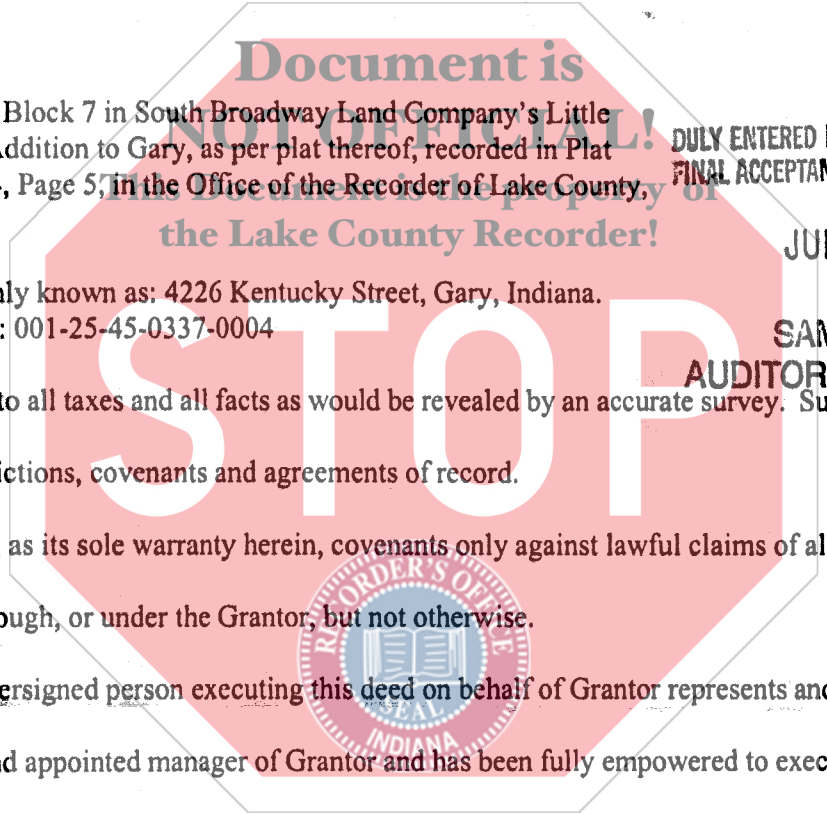 Document is
Block 7 in South Broadway Land Company's Little
NOT OFFICIAL!
DULY ENTERED
Addition to Gary, as per plat thereof, recorded in Plat
FINAL ACCEPTAN
, Page 5, in the Office of the Recorder of Lake County,
This Document is the property of
the Lake County Recorder!
JU
ly known as: 4226 Kentucky Street, Gary, Indiana.
: 001-25-45-0337-0004
STOP
SAN
AUDITOR
to all taxes and all facts as would be revealed by an accurate survey. Su
ictions, covenants and agreements of record.
as its sole warranty herein, covenants only against lawful claims of al
ough, or under the Grantor, but not otherwise.
RECORDER'S OFFICE
SEAL
INDIANA
ersigned person executing this deed on behalf of Grantor represents and
d appointed manager of Grantor and has been fully empowered to exec